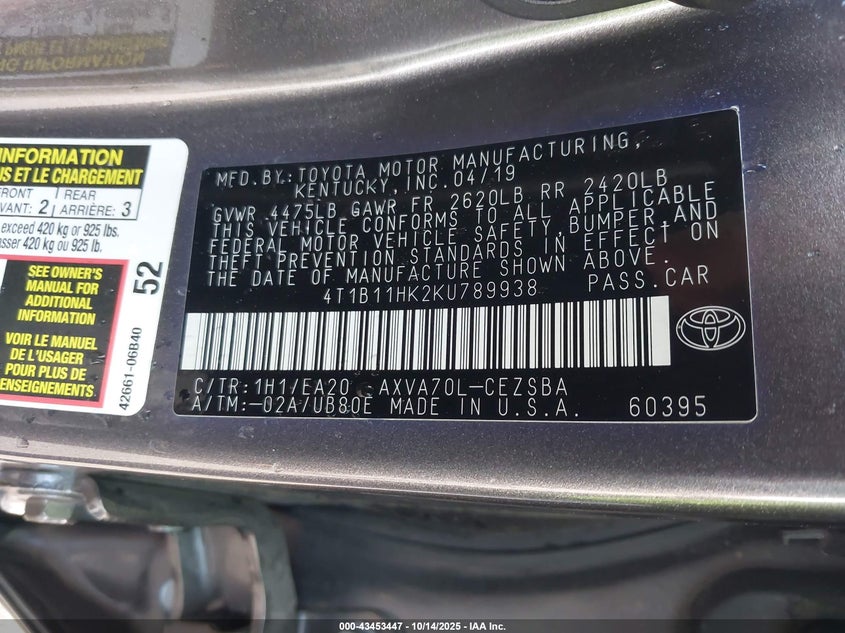 INFORMATION
US ET LE CHARGEMENT
FRONT
VANT: 2
REAR
ARRIÈRE: 3
exceed 420 kg or 925 lbs.
asser 420 kg ou 925 lb.
SEE OWNER'S
MANUAL FOR
ADDITIONAL
INFORMATION
VOIR LE MANUEL
DE L'USAGER
POUR PLUS DE
RENSEIGNEMENTS
52
42661-06B40
MFD.BY:TOYOTA MOTOR MANUFACTURING,
KENTUCKY,INC.04/19
GVWR 4475LB GAWR FR 2620LB RR 2420LB
THIS VEHICLE CONFORMS TO ALL APPLICABLE
FEDERAL MOTOR VEHICLE SAFETY,BUMPER,AND
THEFT PREVENTION STANDARDS IN EFFECT ON
THE DATE OF MANUFACTURE SHOWN ABOVE.
4T1B11HK2KU789938 PASS.CAR
C/TR:1H1/EA20 AXVA70L-CEZSBA
A/TM:-02A/UB80E MADE IN U.S.A. 60395
000-43453447 - 10/14/2025 - IAA Inc.